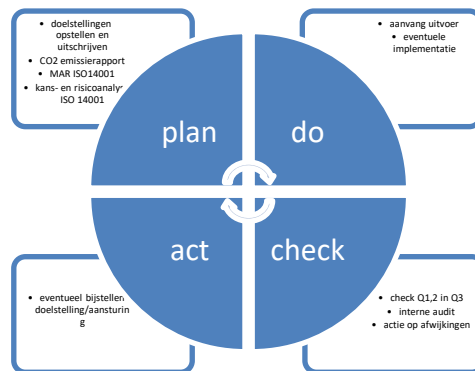 • doelstellingen
opstellen en
uitschrijven
• CO2 emissierapport
• MAR ISO14001
• kans- en risicoanaly
ISO 14001
• aanvang uitvoer
• eventuele
implementatie
plan
do
act
check
• eventueel bijstellen
doelstelling/aansturin
g
• check Q1,2 in Q3
• interne audit
• actie op afwijkingen